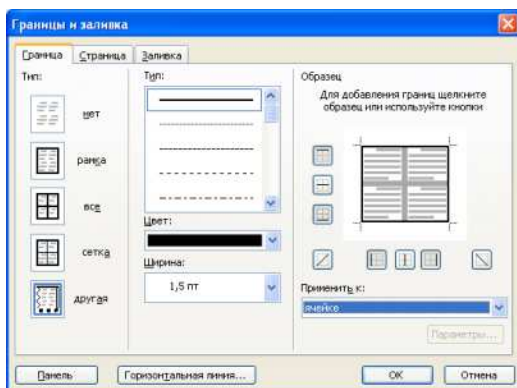 Границы и заливка
Граница
Страница
Заливка
Тип:
нет
рамка
все
сетка
другая
Тип:
Цвет:
Ширина:
1,5 пт
Образец
Для добавления границ щелкните
образец или используйте кнопки
Применить к:
ячейке
Параметры...
Панель
Горизонтальная линия...
ОК
Отмена